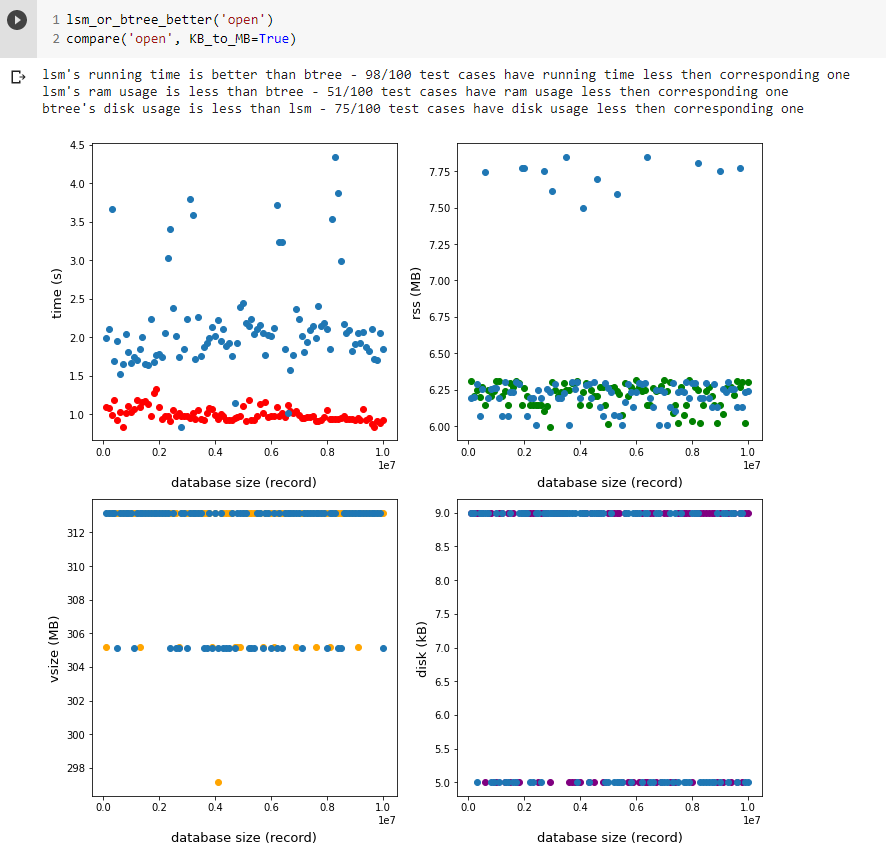 1 lsm_or_btree_better('open')
2 compare('open', KB_to_MB=True)
lsm's running time is better than btree - 98/100 test cases have running time less then corresponding one
lsm's ram usage is less than btree - 51/100 test cases have ram usage less then corresponding one
btree's disk usage is less than lsm - 75/100 test cases have disk usage less then corresponding one
4.5
4.0
3.5
3.0
2.5
2.0
1.5
1.0
time (s)
0.0 0.2 0.4 0.6 0.8 1.0
1e7
database size (record)
7.75
7.50
7.25
7.00
6.75
6.50
6.25
6.00
rss (MB)
0.0 0.2 0.4 0.6 0.8 1.0
1e7
database size (record)
312
310
308
306
304
302
300
298
vsize (MB)
0.0 0.2 0.4 0.6 0.8 1.0
1e7
database size (record)
9.0
8.5
8.0
7.5
7.0
6.5
6.0
5.5
5.0
disk (kB)
0.0 0.2 0.4 0.6 0.8 1.0
1e7
database size (record)